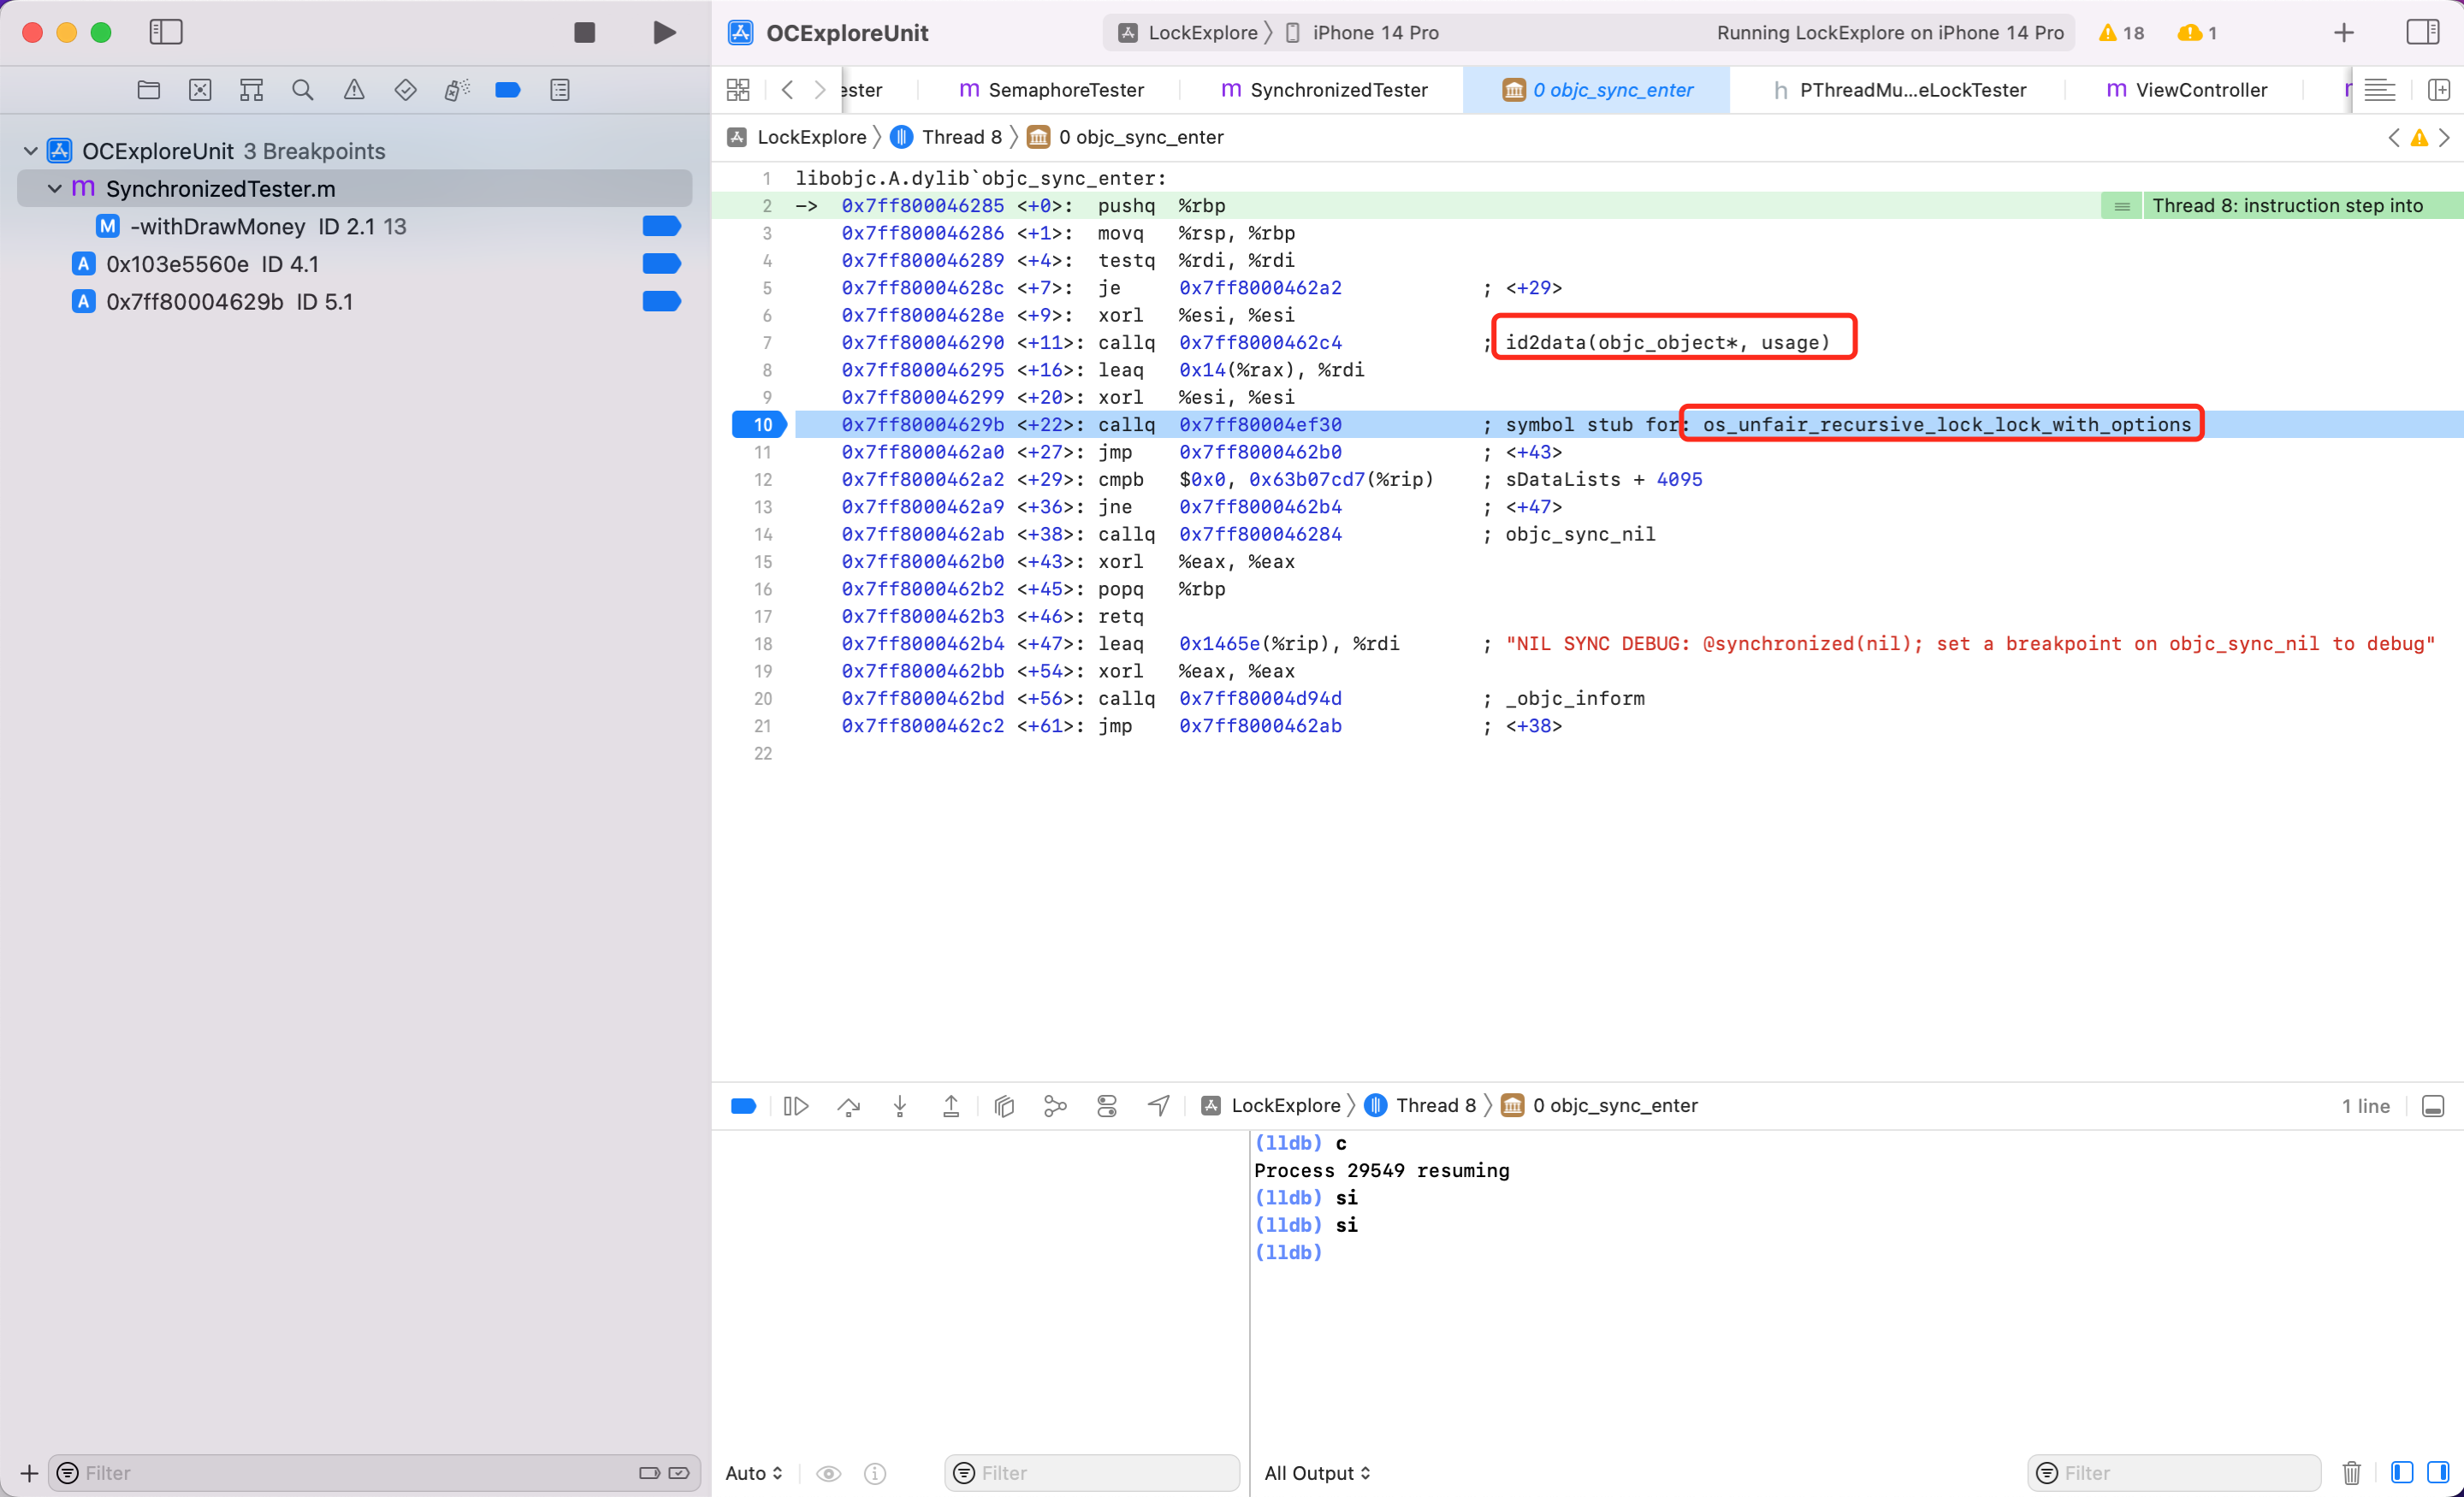 OCExploreUnit
LockExplore 〉 iPhone 14 Pro
Running LockExplore on iPhone 14 Pro
18
1
ester
m SemaphoreTester
m SynchronizedTester
0 objc_sync_enter
h PThreadMu...eLockTester
m ViewController
LockExplore 〉 Thread 8 〉 0 objc_sync_enter
OCExploreUnit 3 Breakpoints
m SynchronizedTester.m
M -withDrawMoney ID 2.1 13
A 0x103e5560e ID 4.1
A 0x7ff80004629b ID 5.1
1 libobjc.A.dylib`objc_sync_enter:
2 -> 0x7ff800046285 <+0>: pushq %rbp
Thread 8: instruction step into
3 0x7ff800046286 <+1>: movq %rsp, %rbp
4 0x7ff800046289 <+4>: testq %rdi, %rdi
5 0x7ff80004628c <+7>: je 0x7ff8000462a2 ; <+29>
6 0x7ff80004628e <+9>: xorl %esi, %esi
7 0x7ff800046290 <+11>: callq 0x7ff8000462c4 ; id2data(objc_object*, usage)
8 0x7ff800046295 <+16>: leaq 0x14(%rax), %rdi
9 0x7ff800046299 <+20>: xorl %esi, %esi
10 0x7ff80004629b <+22>: callq 0x7ff80004ef30 ; symbol stub for: os_unfair_recursive_lock_lock_with_options
11 0x7ff8000462a0 <+27>: jmp 0x7ff8000462b0 ; <+43>
12 0x7ff8000462a2 <+29>: cmpb $0x0, 0x63b07cd7(%rip) ; sDataLists + 4095
13 0x7ff8000462a9 <+36>: jne 0x7ff8000462b4 ; <+47>
14 0x7ff8000462ab <+38>: callq 0x7ff800046284 ; objc_sync_nil
15 0x7ff8000462b0 <+43>: xorl %eax, %eax
16 0x7ff8000462b2 <+45>: popq %rbp
17 0x7ff8000462b3 <+46>: retq
18 0x7ff8000462b4 <+47>: leaq 0x1465e(%rip), %rdi ; "NIL SYNC DEBUG: @synchronized(nil); set a breakpoint on objc_sync_nil to debug"
19 0x7ff8000462bb <+54>: xorl %eax, %eax
20 0x7ff8000462bd <+56>: callq 0x7ff80004d94d ; _objc_inform
21 0x7ff8000462c2 <+61>: jmp 0x7ff8000462ab ; <+38>
22
LockExplore 〉 Thread 8 〉 0 objc_sync_enter
1 line
(lldb) c
Process 29549 resuming
(lldb) si
(lldb) si
(lldb)
Filter
Auto
Filter
All Output
Filter